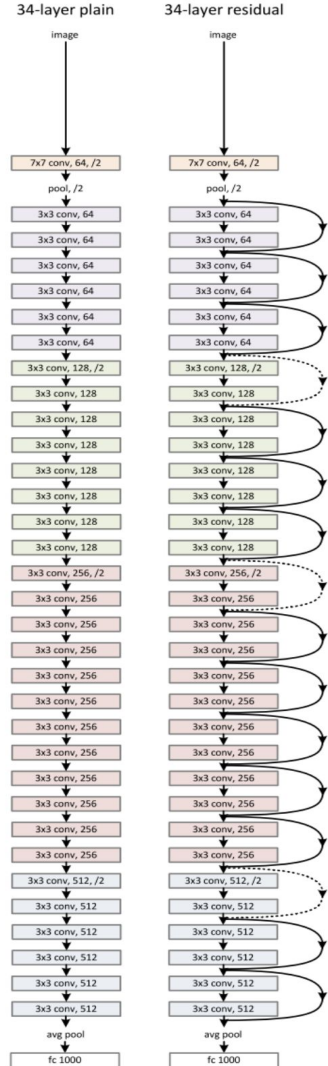 34-layer plain
image
7x7 conv, 64, /2
pool, /2
3x3 conv, 64
3x3 conv, 64
3x3 conv, 64
3x3 conv, 64
3x3 conv, 64
3x3 conv, 64
3x3 conv, 128, /2
3x3 conv, 128
3x3 conv, 128
3x3 conv, 128
3x3 conv, 128
3x3 conv, 128
3x3 conv, 128
3x3 conv, 128
3x3 conv, 256, /2
3x3 conv, 256
3x3 conv, 256
3x3 conv, 256
3x3 conv, 256
3x3 conv, 256
3x3 conv, 256
3x3 conv, 256
3x3 conv, 256
3x3 conv, 256
3x3 conv, 256
3x3 conv, 256
3x3 conv, 512, /2
3x3 conv, 512
3x3 conv, 512
3x3 conv, 512
3x3 conv, 512
3x3 conv, 512
avg pool
fc 1000
34-layer residual
image
7x7 conv, 64, /2
pool, /2
3x3 conv, 64
3x3 conv, 64
3x3 conv, 64
3x3 conv, 64
3x3 conv, 64
3x3 conv, 64
3x3 conv, 128, /2
3x3 conv, 128
3x3 conv, 128
3x3 conv, 128
3x3 conv, 128
3x3 conv, 128
3x3 conv, 128
3x3 conv, 128
3x3 conv, 256, /2
3x3 conv, 256
3x3 conv, 256
3x3 conv, 256
3x3 conv, 256
3x3 conv, 256
3x3 conv, 256
3x3 conv, 256
3x3 conv, 256
3x3 conv, 256
3x3 conv, 256
3x3 conv, 256
3x3 conv, 512, /2
3x3 conv, 512
3x3 conv, 512
3x3 conv, 512
3x3 conv, 512
3x3 conv, 512
avg pool
fc 1000